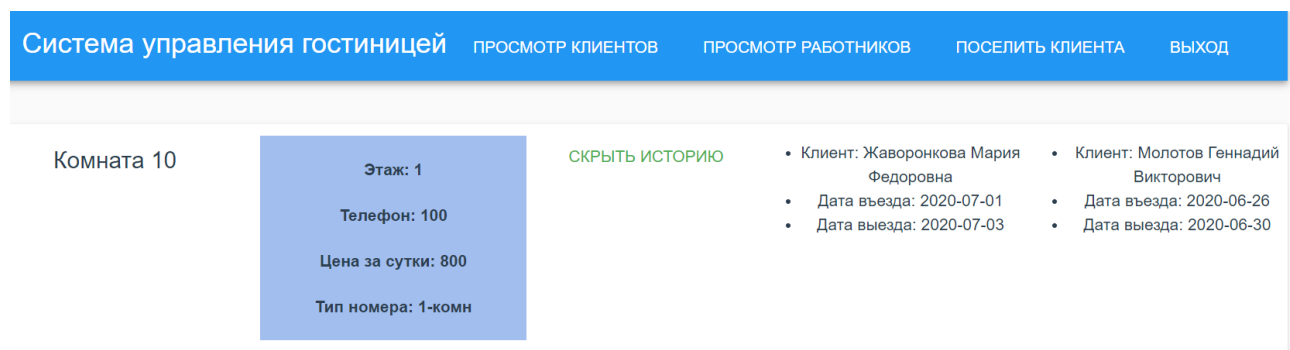 Система управления гостиницей ПРОСМОТР КЛИЕНТОВ ПРОСМОТР РАБОТНИКОВ ПОСЕЛИТЬ КЛИЕНТА ВЫХОД
Комната 10
Этаж: 1
Телефон: 100
Цена за сутки: 800
Тип номера: 1-комн
СКРЫТЬ ИСТОРИЮ
• Клиент: Жаворонкова Мария
Федоровна
• Дата въезда: 2020-07-01
• Дата выезда: 2020-07-03
• Клиент: Молотов Геннадий
Викторович
• Дата въезда: 2020-06-26
• Дата выезда: 2020-06-30